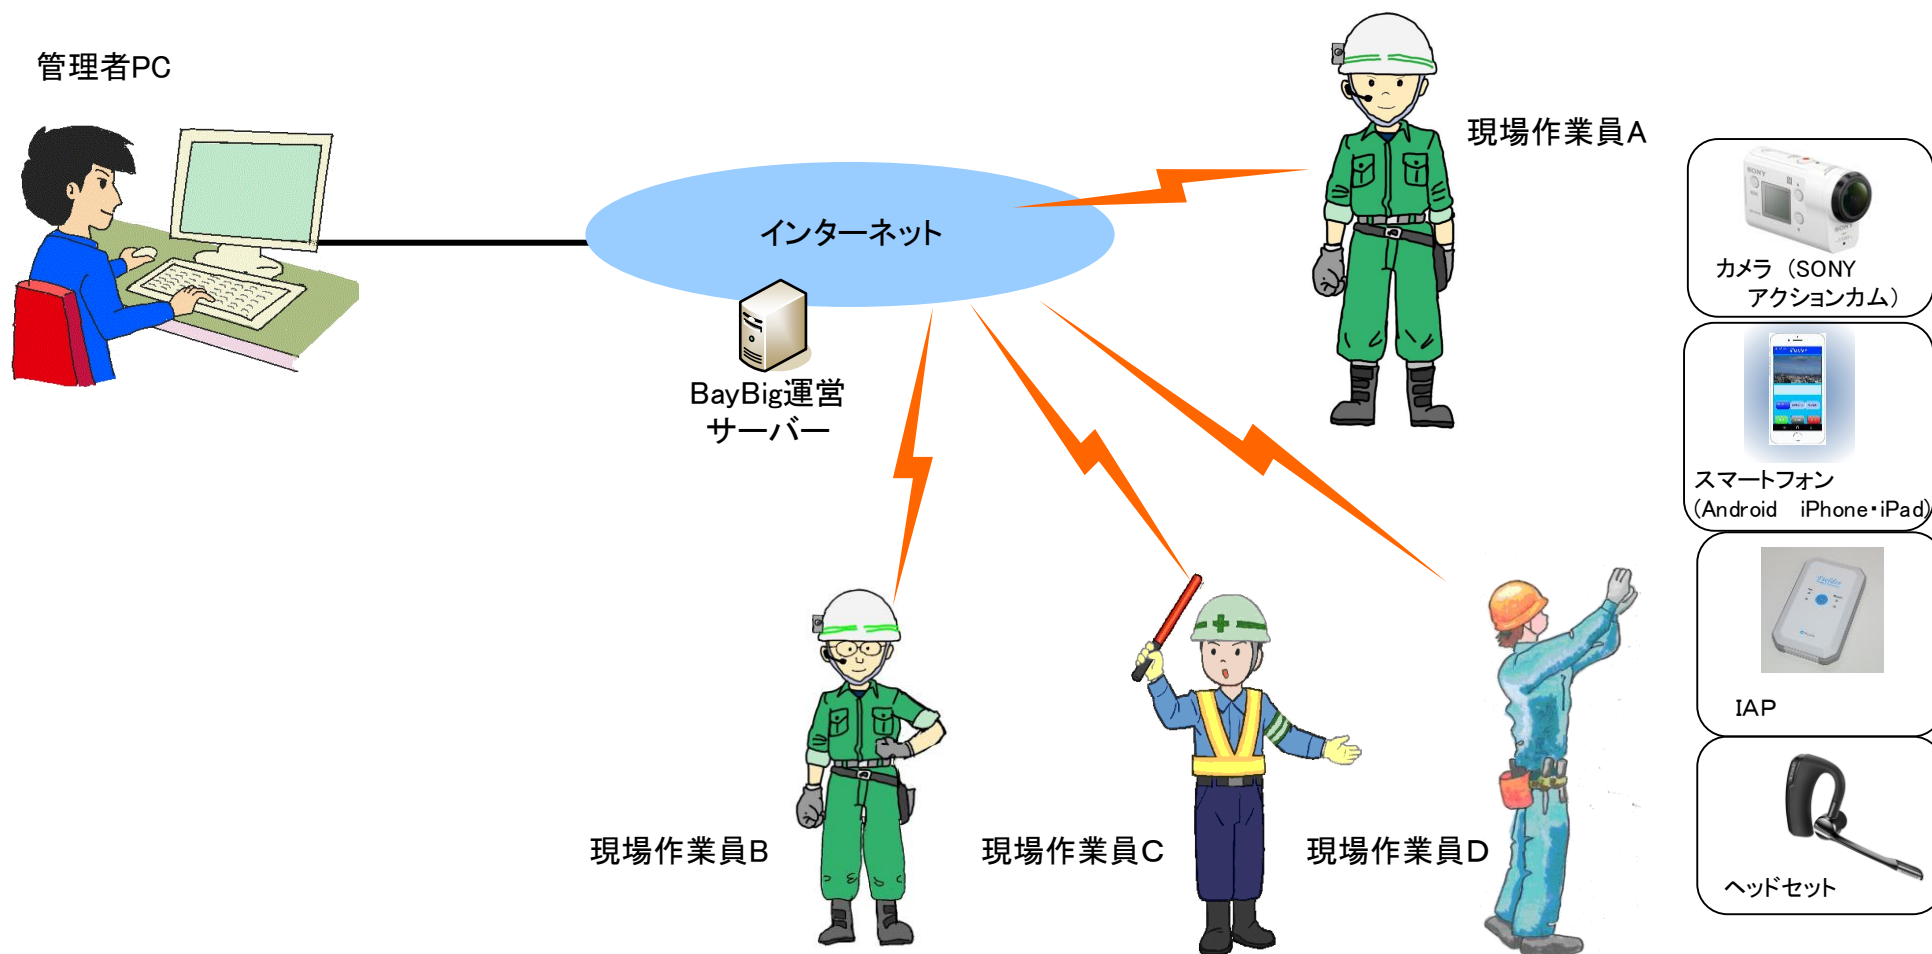 管理者PC
現場作業員A
インターネット
BayBig運営
サーバー
現場作業員B
現場作業員C
現場作業員D
SONY
カメラ（SONY
アクションカム）
スマートフォン
(Android　iPhone･iPad)
IAP
ヘッドセット